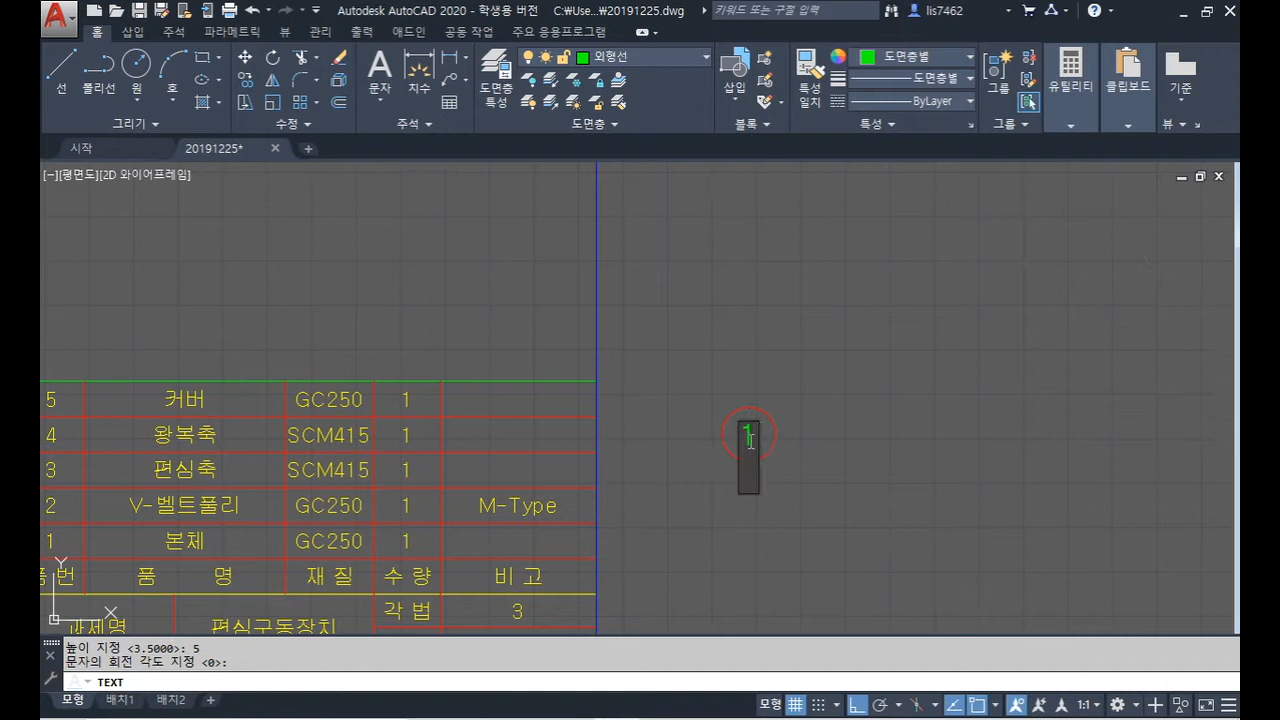 Autodesk AutoCAD 2020 - 학생용 버전 C:\Use...\20191225.dwg 키워드 또는 구절 입력 lis7462
홈 삽입 주석 파라메트릭 뷰 관리 출력 애드인 공동 작업 주요 응용프로그램
선 폴리선 원 호 문자 치수 도면층 특성 외형선 삽입 특성 일치 도면층별 도면층별 ByLayer 그룹 유틸리티 클립보드 기준
그리기 수정 주석 도면층 블록 특성 그룹 뷰
시작 20191225*
[-][평면도][2D 와이어프레임]
5 커버 GC250 1
4 왕복축 SCM415 1
3 편심축 SCM415 1
2 V-벨트풀리 GC250 1 M-Type
1 본체 GC250 1
품번 품 명 재 질 수 량 비 고
각 법 3
과제명 편심구동장치
1
Y
X
높이 지정 <3.5000>: 5
문자의 회전 각도 지정 <0>:
TEXT
모형 배치1 배치2 모형 1:1